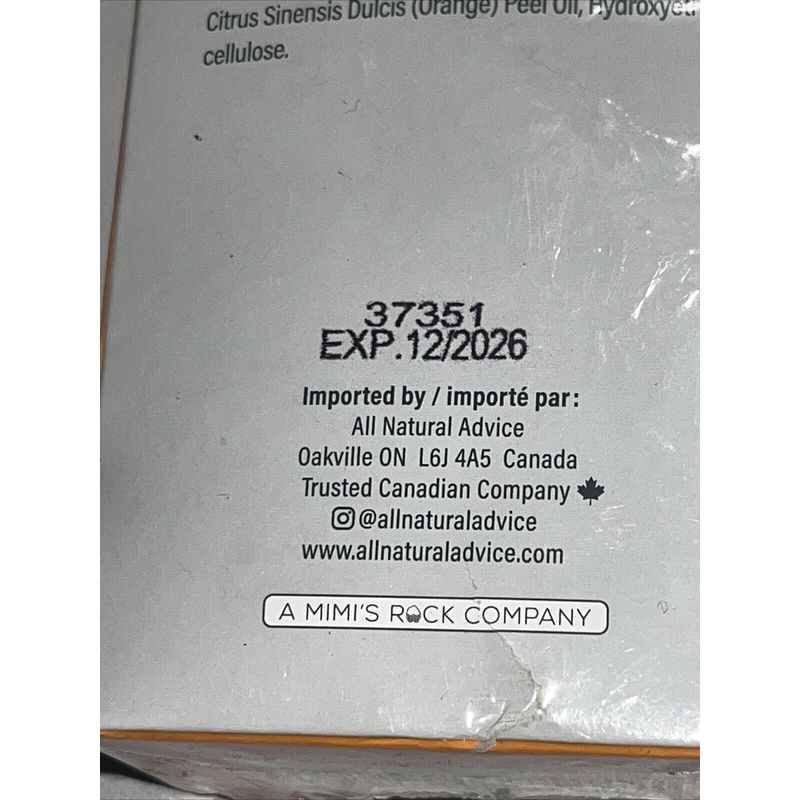 Citrus Sinensis Dulcis (Orange) Peel Oil,
cellulose.
37351
EXP.12/2026
Imported by / importé par:
All Natural Advice
Oakville ON L6J 4A5 Canada
Trusted Canadian Company
@allnaturaladvice
www.allnaturaladvice.com
A MIMI'S ROCK COMPANY